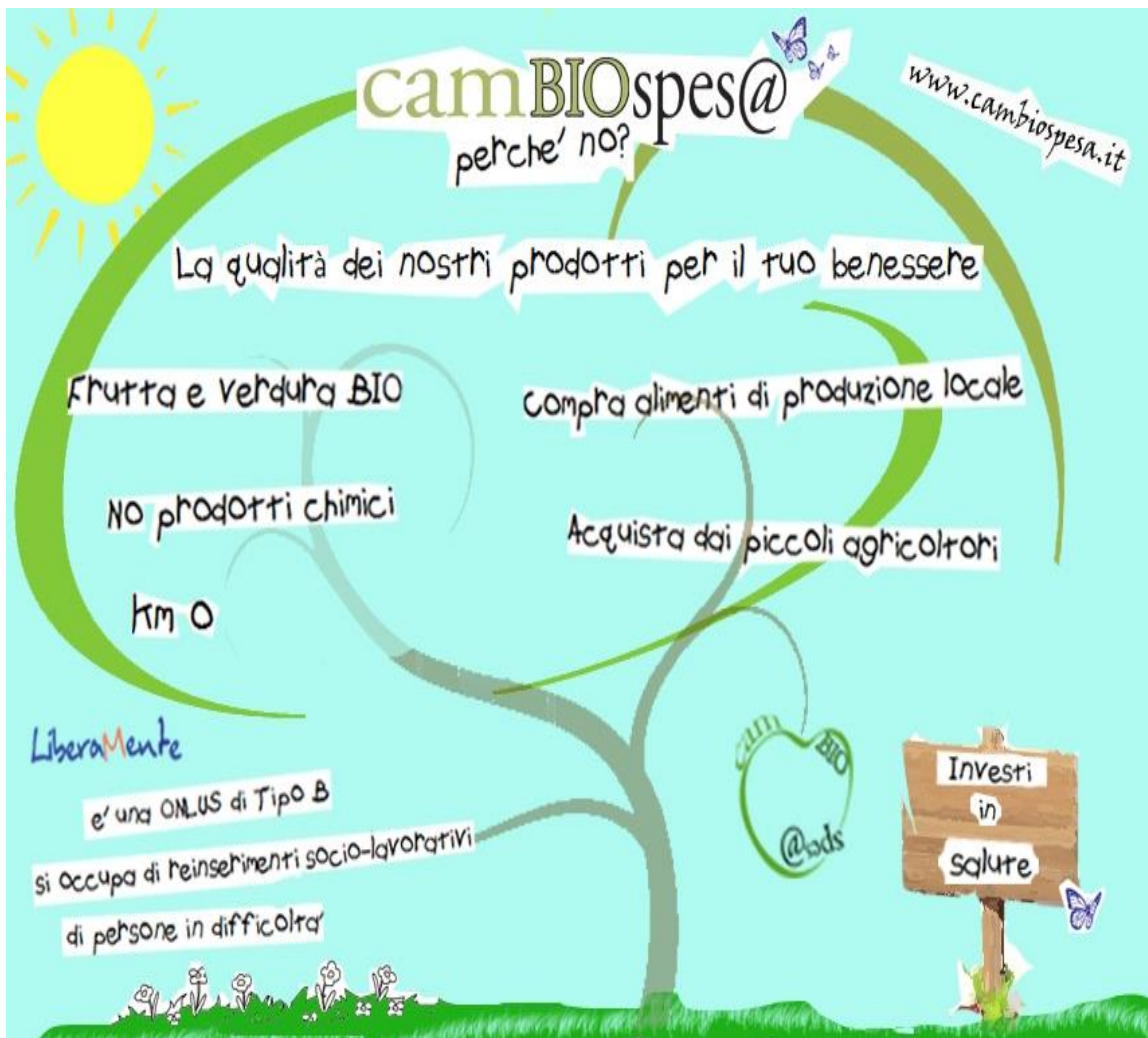 camBIOspes@
perche' no?
www.cambiospesa.it
La qualità dei nostri prodotti per il tuo benessere
Frutta e verdura BIO
compra alimenti di produzione locale
No prodotti chimici
Acquista dai piccoli agricoltori
Km 0
LiberaMente
e' una ONLUS di Tipo B
si occupa di reinserimenti socio-lavorativi
di persone in difficolta'
cam BIO
Investi
in
salute